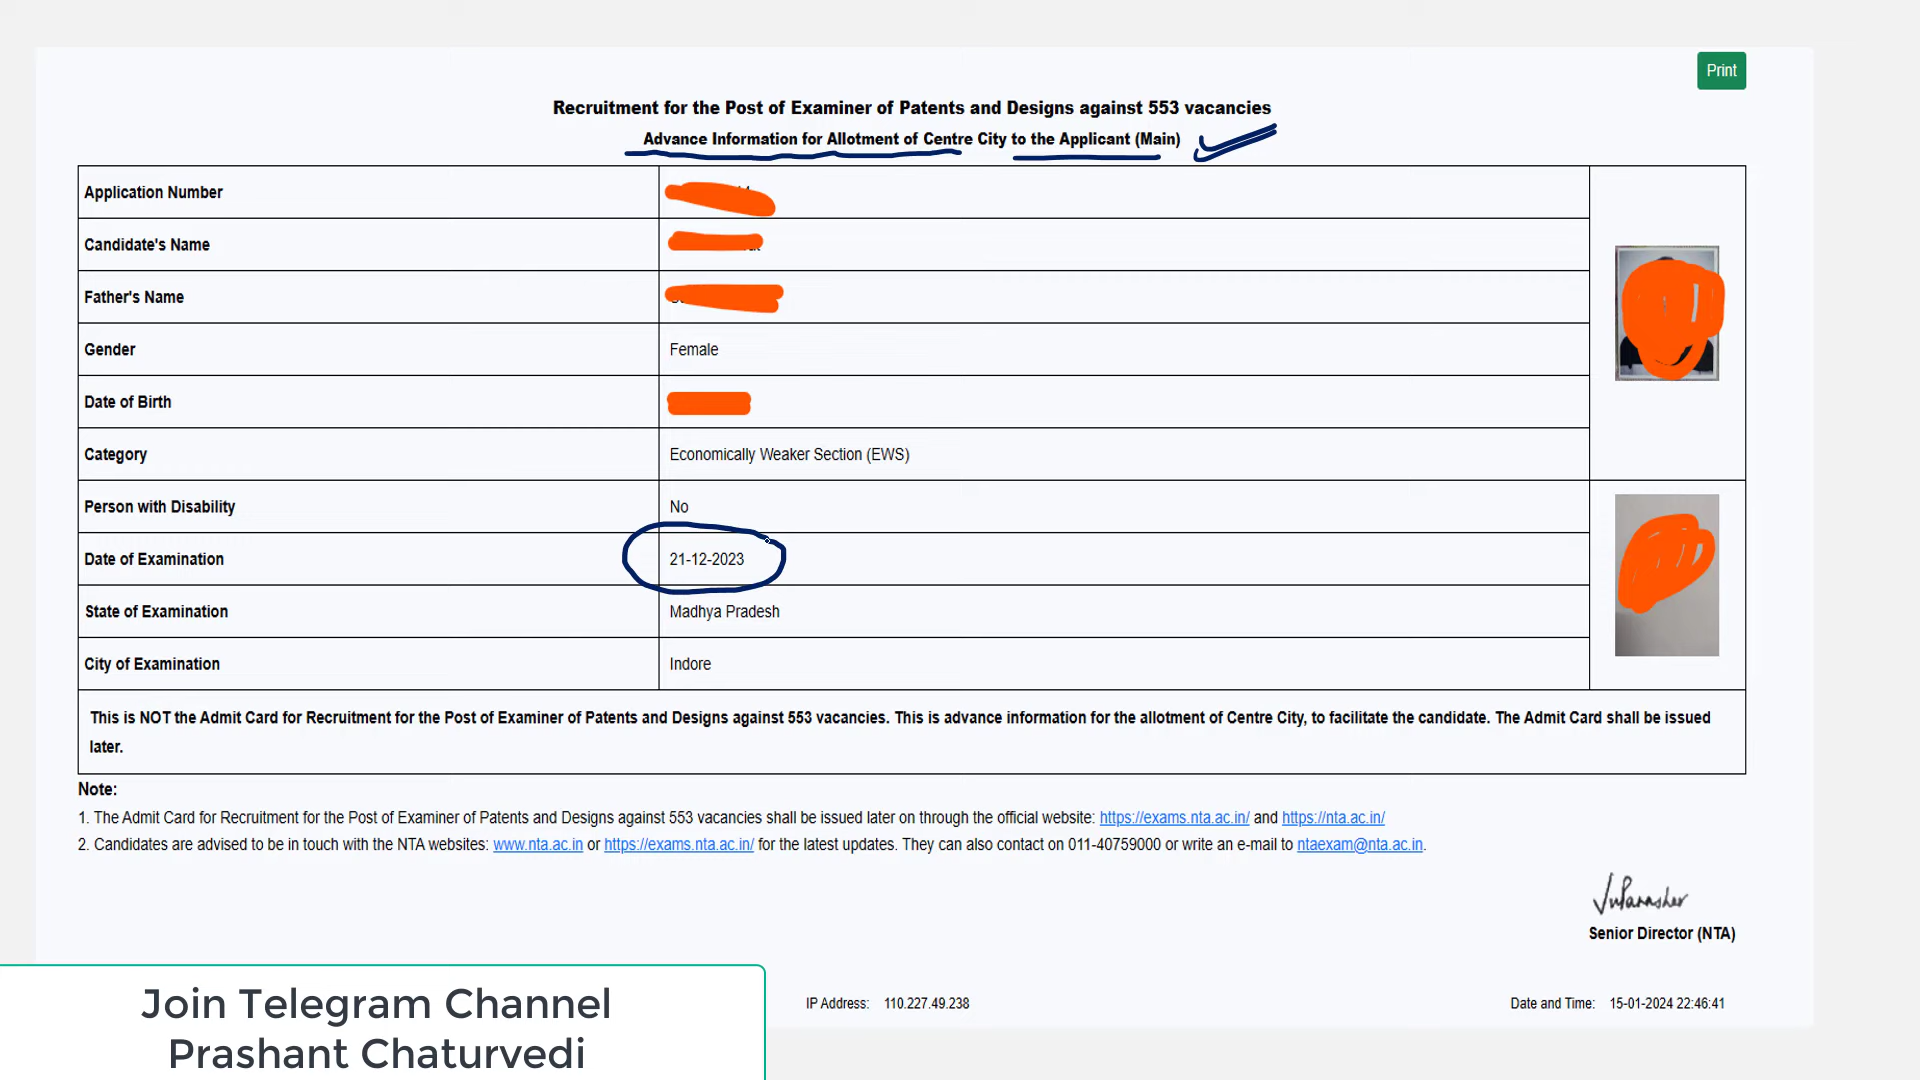 Print
Recruitment for the Post of Examiner of Patents and Designs against 553 vacancies
Advance Information for Allotment of Centre City to the Applicant (Main)
Application Number
Candidate's Name
Father's Name
Gender Female
Date of Birth
Category Economically Weaker Section (EWS)
Person with Disability No
Date of Examination 21-12-2023
State of Examination Madhya Pradesh
City of Examination Indore
This is NOT the Admit Card for Recruitment for the Post of Examiner of Patents and Designs against 553 vacancies. This is advance information for the allotment of Centre City, to facilitate the candidate. The Admit Card shall be issued
later.
Note:
1. The Admit Card for Recruitment for the Post of Examiner of Patents and Designs against 553 vacancies shall be issued later on through the official website: https://exams.nta.ac.in/ and https://nta.ac.in/
2. Candidates are advised to be in touch with the NTA websites: www.nta.ac.in or https://exams.nta.ac.in/ for the latest updates. They can also contact on 011-40759000 or write an e-mail to ntaexam@nta.ac.in.
Senior Director (NTA)
IP Address: 110.227.49.238 Date and Time: 15-01-2024 22:46:41
Join Telegram Channel
Prashant Chaturvedi